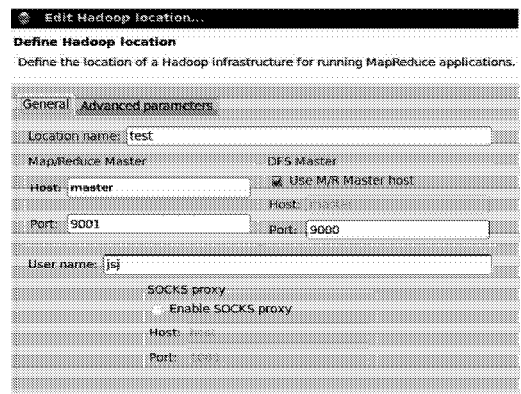 Edit Hadoop location...
Define Hadoop location
Define the location of a Hadoop infrastructure for running MapReduce applications.
General Advanced parameters
Location name: test
Map/Reduce Master
Host: master
Port: 9001
DFS Master
Use M/R Master host
Host: master
Port: 9000
User name: jsj
SOCKS proxy
Enable SOCKS proxy
Host: host
Port: